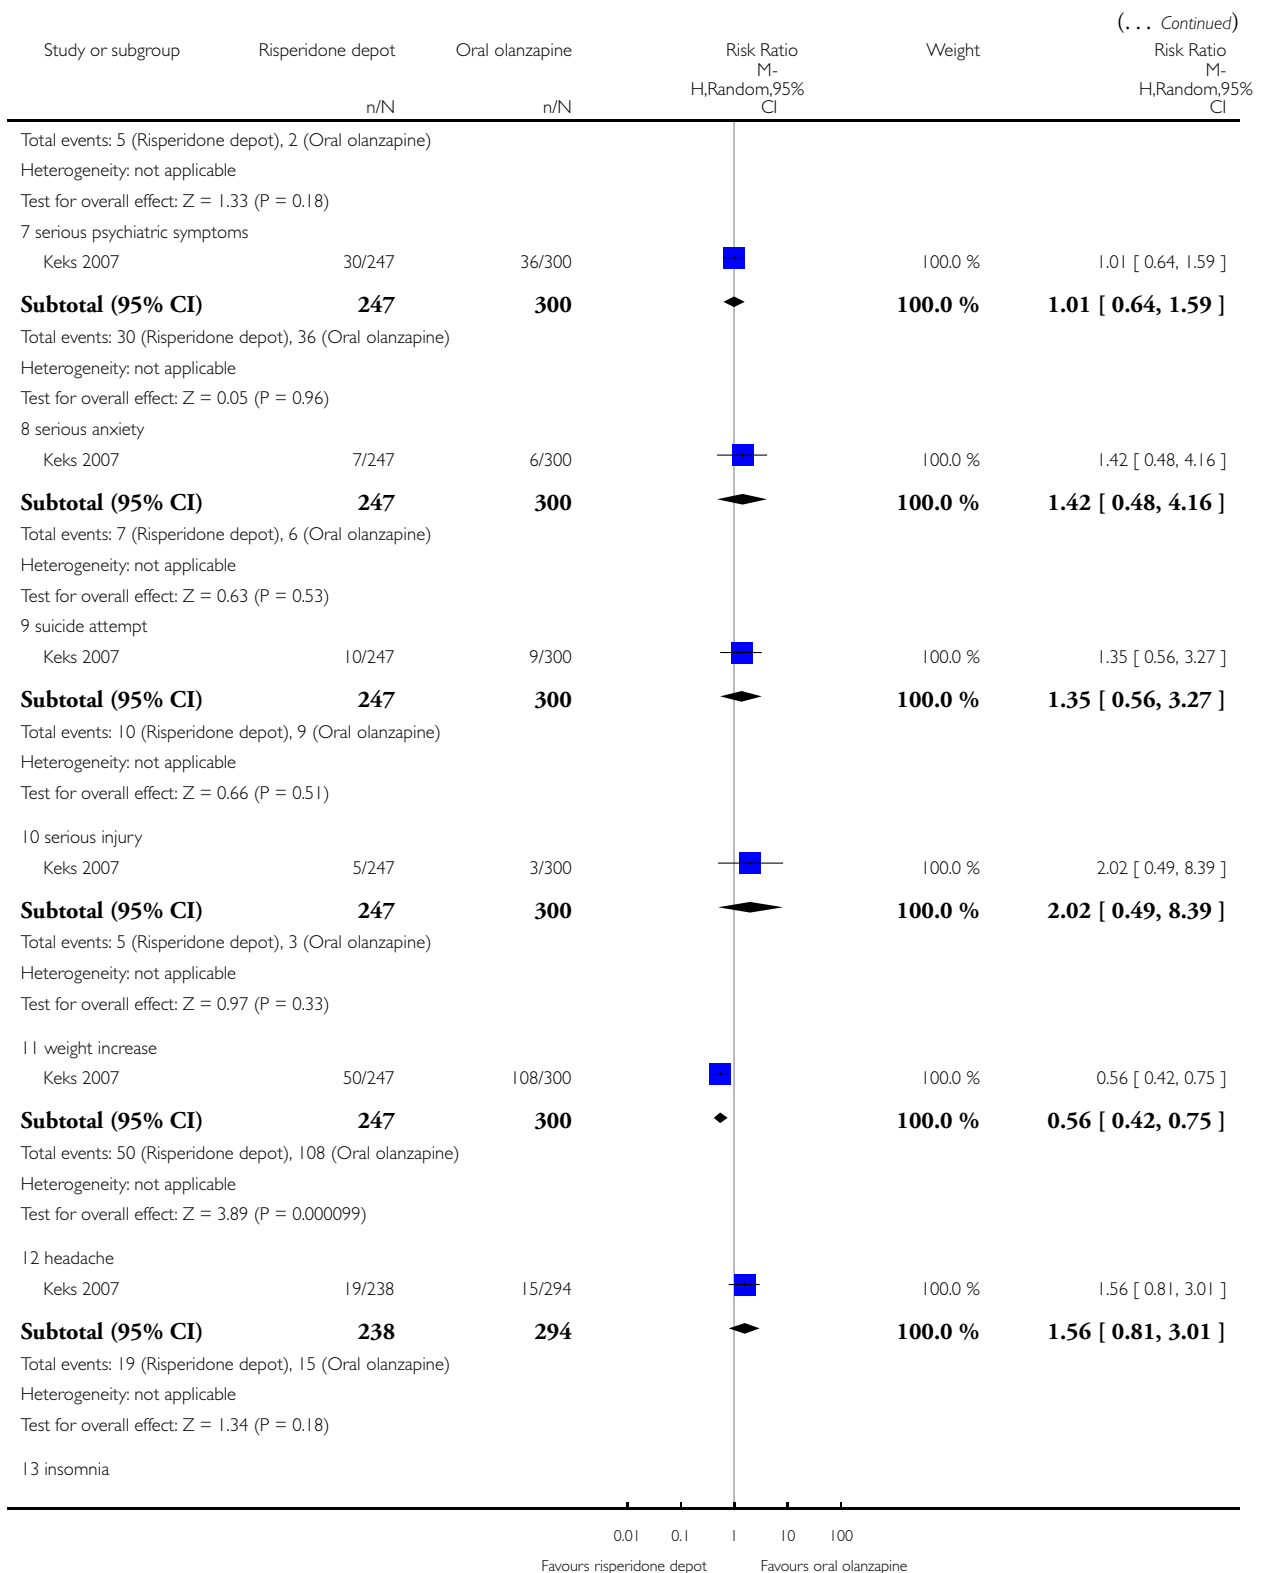 (... Continued)
Study or subgroup Risperidone depot Oral olanzapine Risk Ratio Weight Risk Ratio
M- M-
H,Random,95% H,Random,95%
n/N n/N CI CI
Total events: 5 (Risperidone depot), 2 (Oral olanzapine)
Heterogeneity: not applicable
Test for overall effect: Z = 1.33 (P = 0.18)
7 serious psychiatric symptoms
Keks 2007 30/247 36/300 100.0 % 1.01 [ 0.64, 1.59 ]
Subtotal (95% CI) 247 300 100.0 % 1.01 [ 0.64, 1.59 ]
Total events: 30 (Risperidone depot), 36 (Oral olanzapine)
Heterogeneity: not applicable
Test for overall effect: Z = 0.05 (P = 0.96)
8 serious anxiety
Keks 2007 7/247 6/300 100.0 % 1.42 [ 0.48, 4.16 ]
Subtotal (95% CI) 247 300 100.0 % 1.42 [ 0.48, 4.16 ]
Total events: 7 (Risperidone depot), 6 (Oral olanzapine)
Heterogeneity: not applicable
Test for overall effect: Z = 0.63 (P = 0.53)
9 suicide attempt
Keks 2007 10/247 9/300 100.0 % 1.35 [ 0.56, 3.27 ]
Subtotal (95% CI) 247 300 100.0 % 1.35 [ 0.56, 3.27 ]
Total events: 10 (Risperidone depot), 9 (Oral olanzapine)
Heterogeneity: not applicable
Test for overall effect: Z = 0.66 (P = 0.51)
10 serious injury
Keks 2007 5/247 3/300 100.0 % 2.02 [ 0.49, 8.39 ]
Subtotal (95% CI) 247 300 100.0 % 2.02 [ 0.49, 8.39 ]
Total events: 5 (Risperidone depot), 3 (Oral olanzapine)
Heterogeneity: not applicable
Test for overall effect: Z = 0.97 (P = 0.33)
11 weight increase
Keks 2007 50/247 108/300 100.0 % 0.56 [ 0.42, 0.75 ]
Subtotal (95% CI) 247 300 100.0 % 0.56 [ 0.42, 0.75 ]
Total events: 50 (Risperidone depot), 108 (Oral olanzapine)
Heterogeneity: not applicable
Test for overall effect: Z = 3.89 (P = 0.000099)
12 headache
Keks 2007 19/238 15/294 100.0 % 1.56 [ 0.81, 3.01 ]
Subtotal (95% CI) 238 294 100.0 % 1.56 [ 0.81, 3.01 ]
Total events: 19 (Risperidone depot), 15 (Oral olanzapine)
Heterogeneity: not applicable
Test for overall effect: Z = 1.34 (P = 0.18)
13 insomnia
0.01 0.1 1 10 100
Favours risperidone depot Favours oral olanzapine